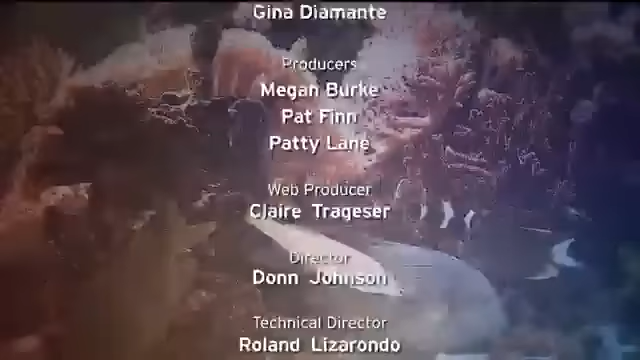 Gina Diamante
Producers
Megan Burke
Pat Finn
Patty Lane
Web Producer
Claire Trageser
Director
Donn Johnson
Technical Director
Roland Lizarondo